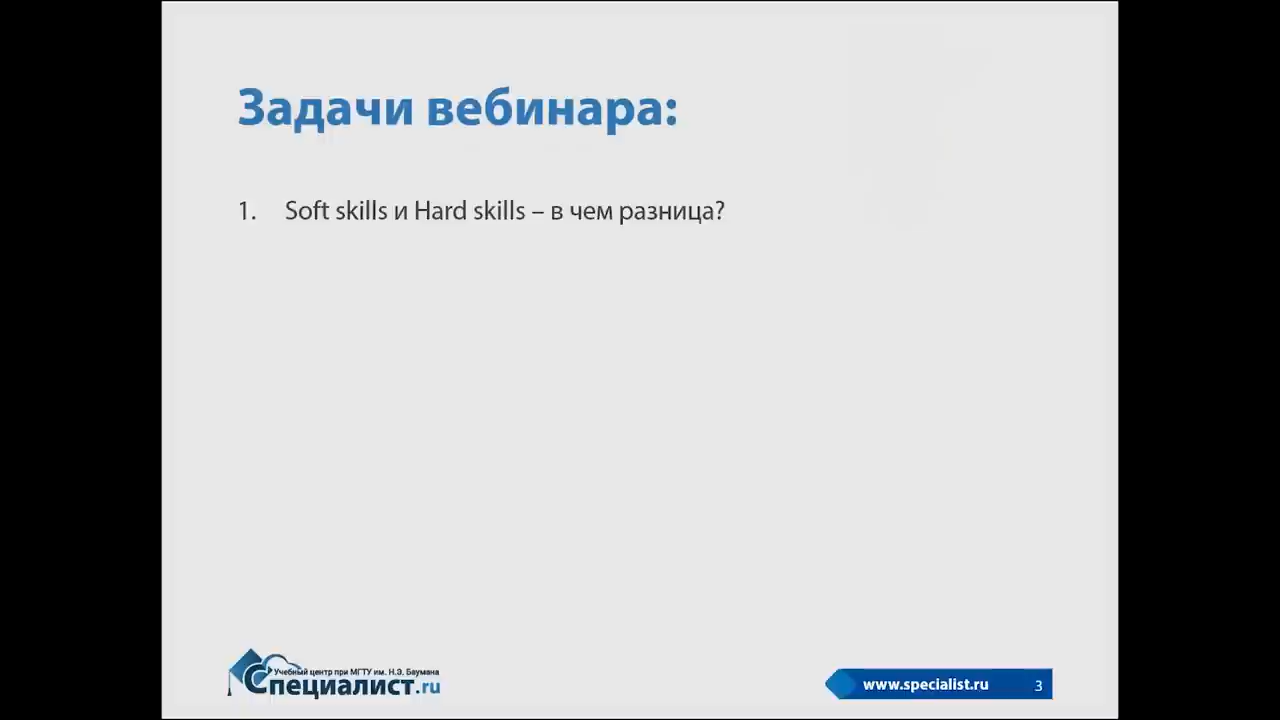 Задачи вебинара:
1. Soft skills и Hard skills – в чем разница?
Учебный центр при МГТУ им. Н.Э. Баумана
Специалист.ru
www.specialist.ru 3